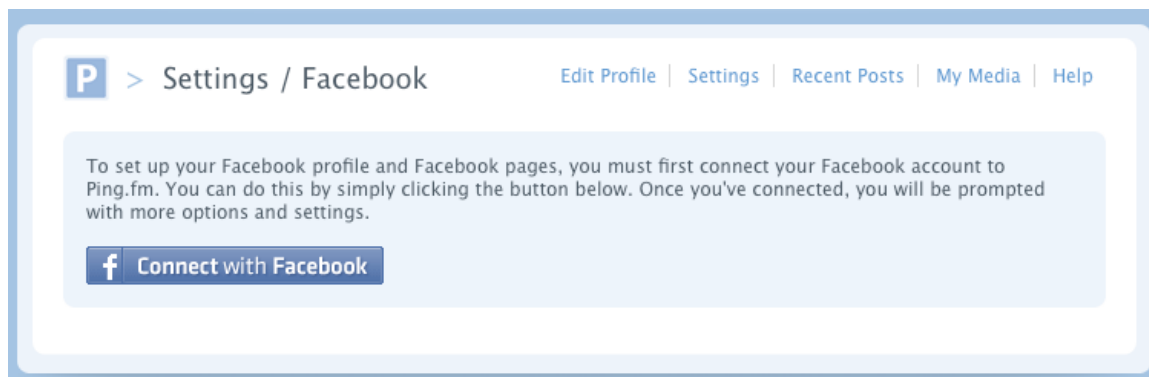 P > Settings / Facebook
Edit Profile | Settings | Recent Posts | My Media | Help
To set up your Facebook profile and Facebook pages, you must first connect your Facebook account to
Ping.fm. You can do this by simply clicking the button below. Once you've connected, you will be prompted
with more options and settings.
f Connect with Facebook